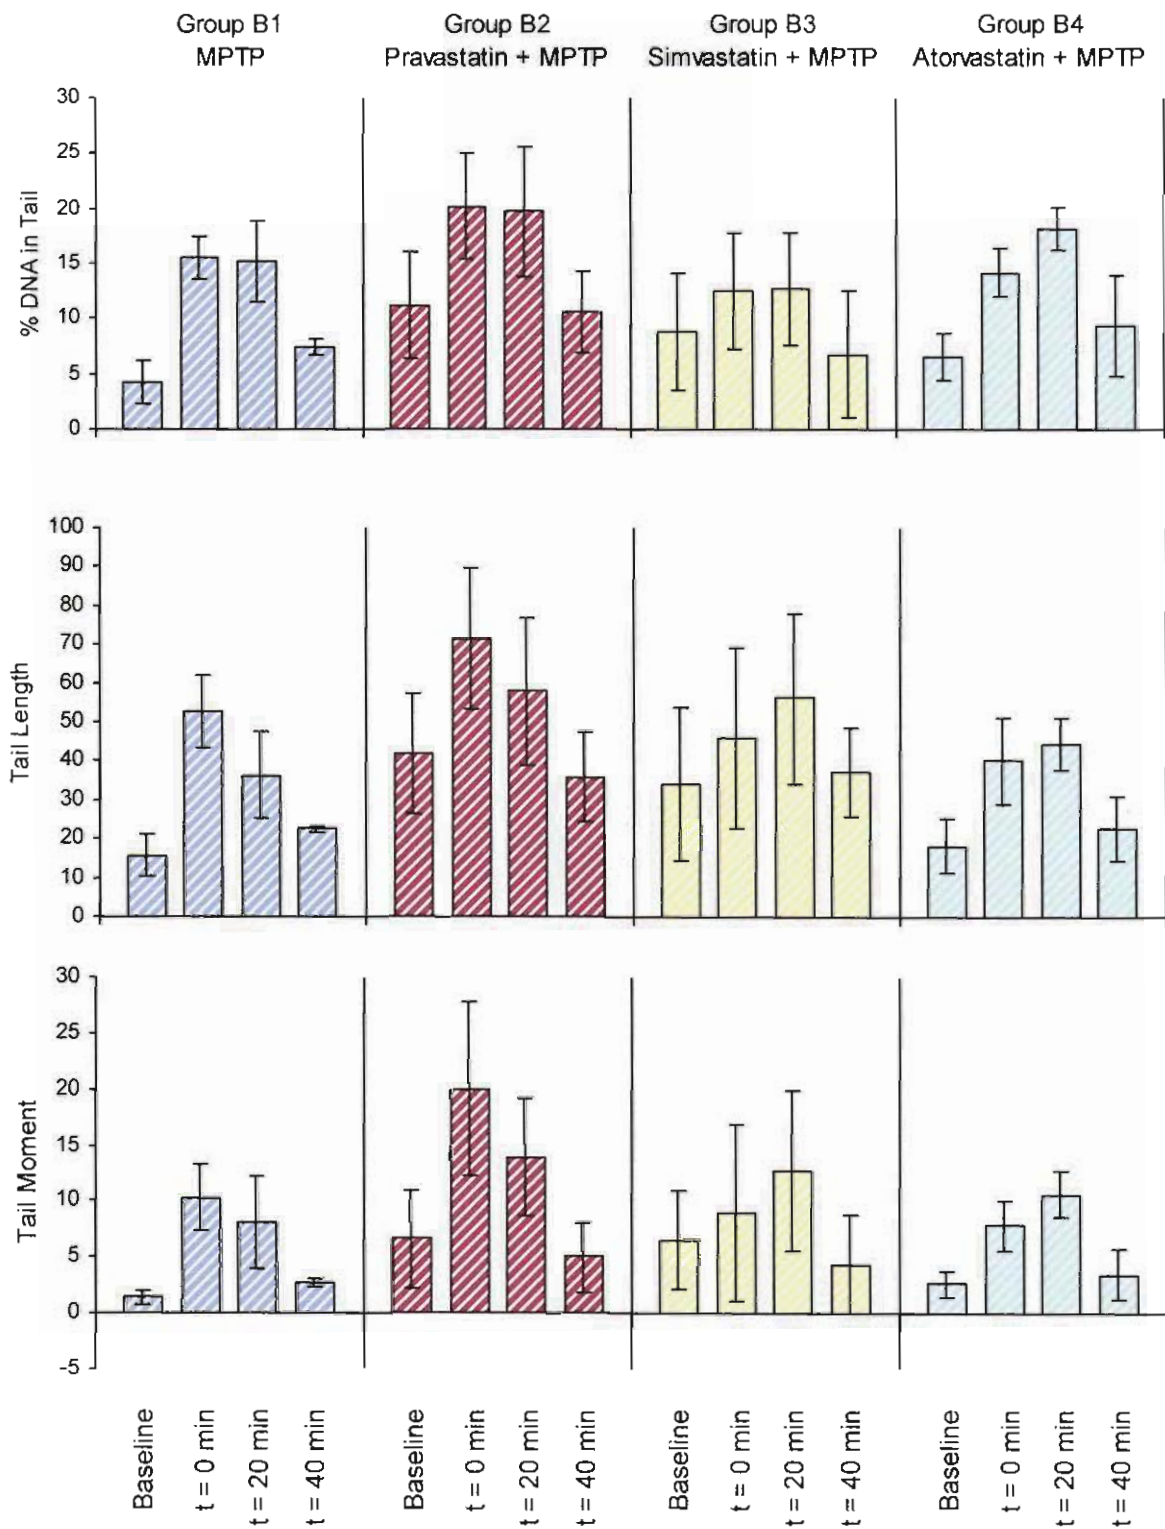 Group B1
MPTP
Group B2
Pravastatin + MPTP
Group B3
Simvastatin + MPTP
Group B4
Atorvastatin + MPTP
% DNA in Tail
30
25
20
15
10
5
0
Tail Length
100
90
80
70
60
50
40
30
20
10
0
Tail Moment
30
25
20
15
10
5
0
-5
Baseline
t = 0 min
t = 20 min
t = 40 min
Baseline
t = 0 min
t = 20 min
t = 40 min
Baseline
t = 0 min
t = 20 min
t = 40 min
Baseline
t = 0 min
t = 20 min
t = 40 min